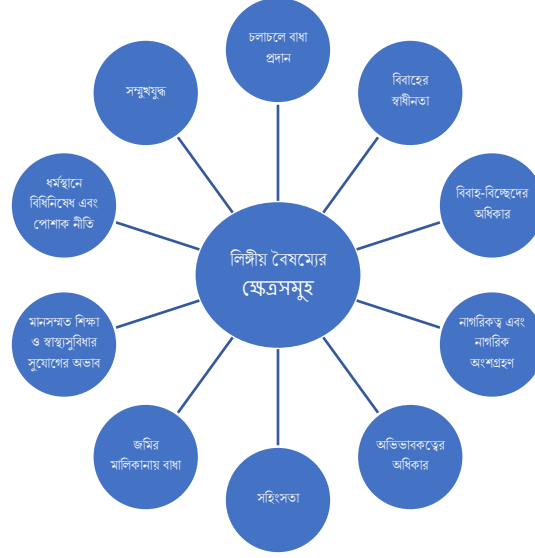 চলাচলে বাধা
প্রদান
বিবাহের
স্বাধীনতা
বিবাহ-বিচ্ছেদের
অধিকার
নাগরিকত্ব এবং
নাগরিক
অংশগ্রহণ
অভিভাবকত্বের
অধিকার
সহিংসতা
জমির
মালিকানায় বাধা
মানসম্মত শিক্ষা
ও স্বাস্থ্যসুবিধার
সুযোগের অভাব
ধর্মস্থানে
বিধিনিষেধ এবং
পোশাক নীতি
সম্মুখযুদ্ধ
লিঙ্গীয় বৈষম্যের
ক্ষেত্রসমুহ